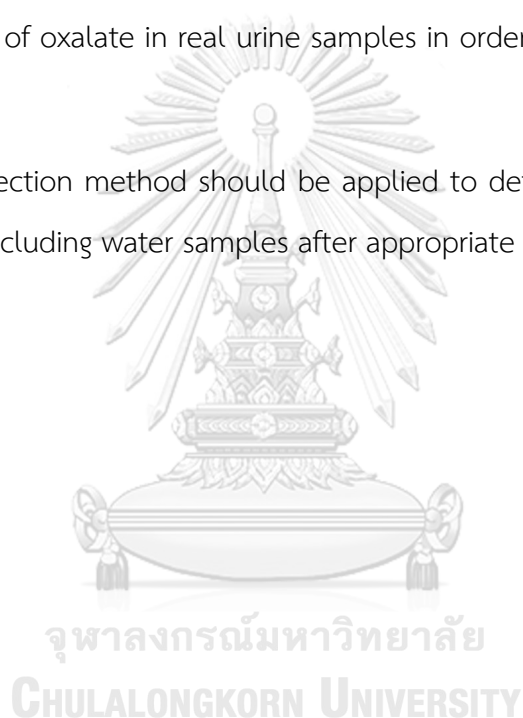 of oxalate in real urine samples in order
ection method should be applied to det
cluding water samples after appropriate
จุฬาลงกรณ์มหาวิทยาลัย
CHULALONGKORN UNIVERSITY